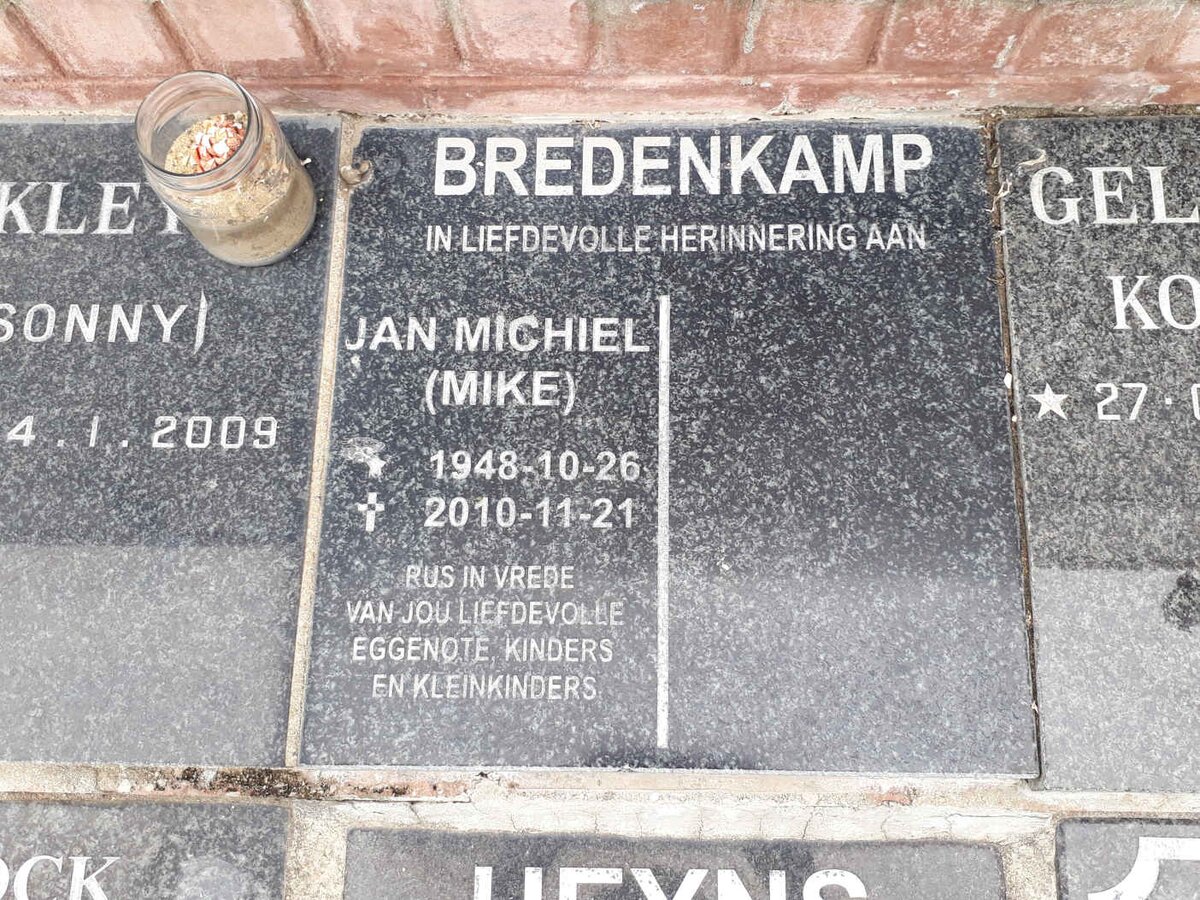 BREDENKAMP
IN LIEFDEVOLLE HERINNERING AAN
JAN MICHIEL
(MIKE)
1948-10-26
2010-11-21
RUS IN VREDE
VAN JOU LIEFDEVOLLE
EGGENOTE, KINDERS
EN KLEINKINDERS
SONNY)
4.1.2009
GEL
KO
27.
OCK
HEYNS